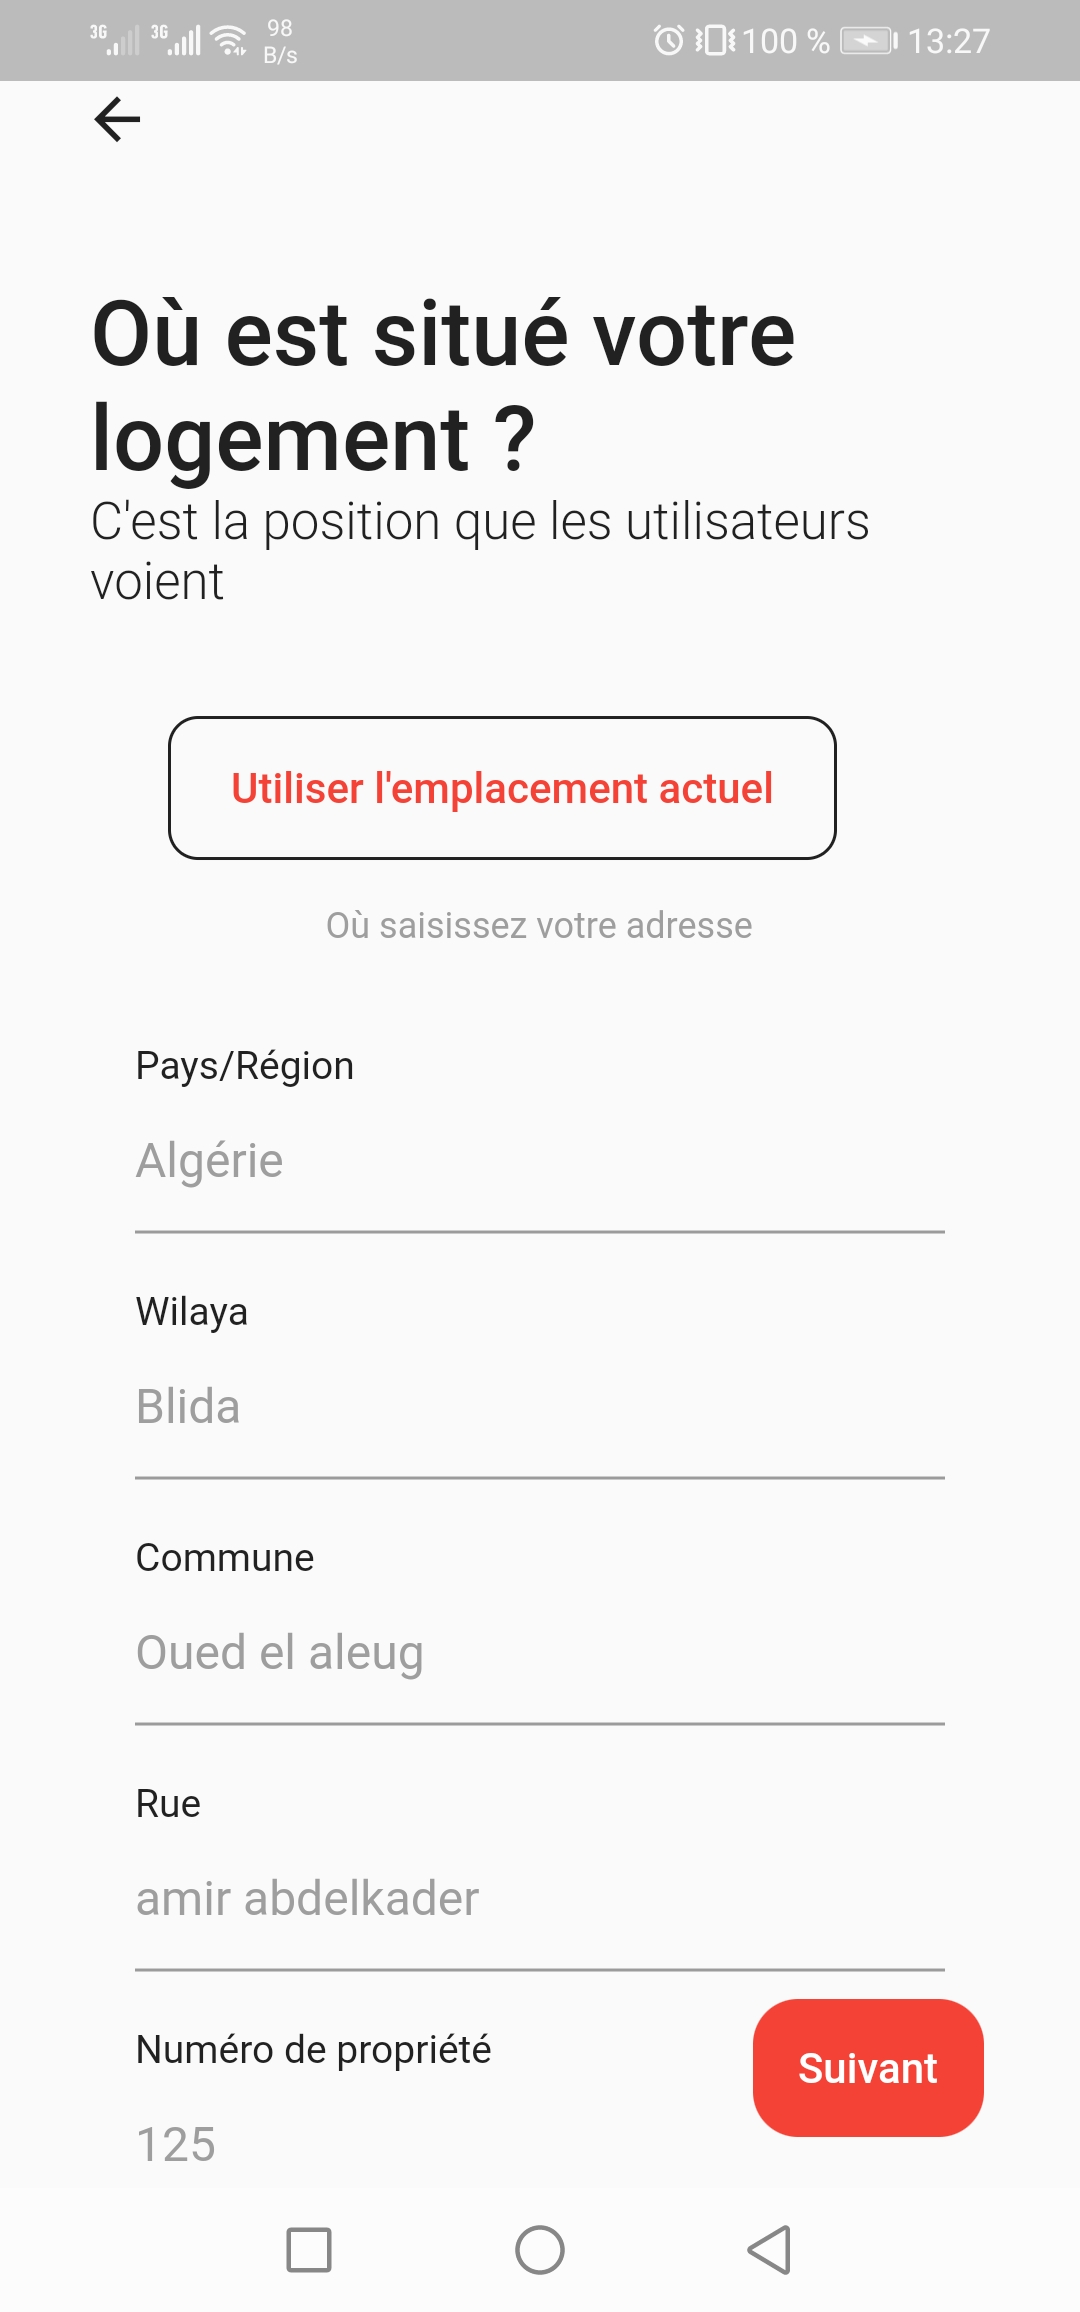 3G 3G 98 B/s 100 % 13:27
Où est situé votre
logement ?
C'est la position que les utilisateurs
voient
Utiliser l'emplacement actuel
Où saisissez votre adresse
Pays/Région
Algérie
Wilaya
Blida
Commune
Oued el aleug
Rue
amir abdelkader
Numéro de propriété
Suivant
125